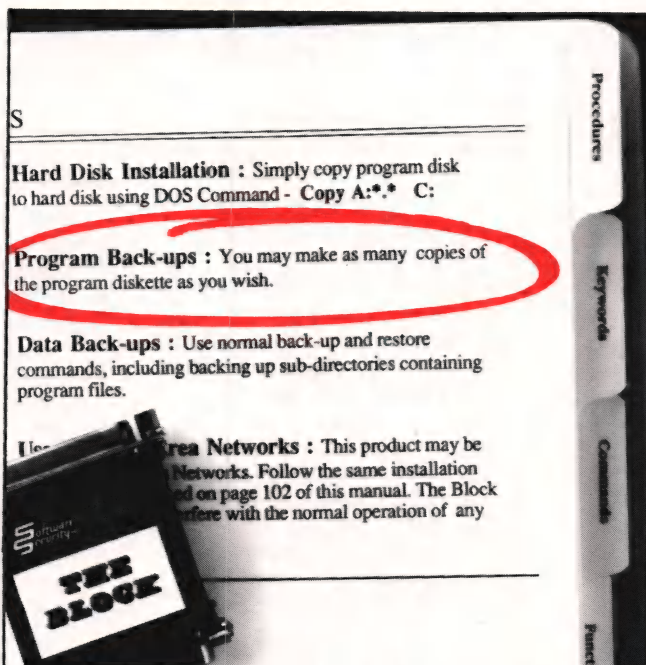 S
Hard Disk Installation : Simply copy program disk
to hard disk using DOS Command - Copy A:*.* C:
Program Back-ups : You may make as many copies of
the program diskette as you wish.
Data Back-ups : Use normal back-up and restore
commands, including backing up sub-directories containing
program files.
Area Networks : This product may be
Networks. Follow the same installation
on page 102 of this manual. The Block
with the normal operation of any
Software
Security
THE
BLOCK
Procedures
Keywords
Commands
Funct